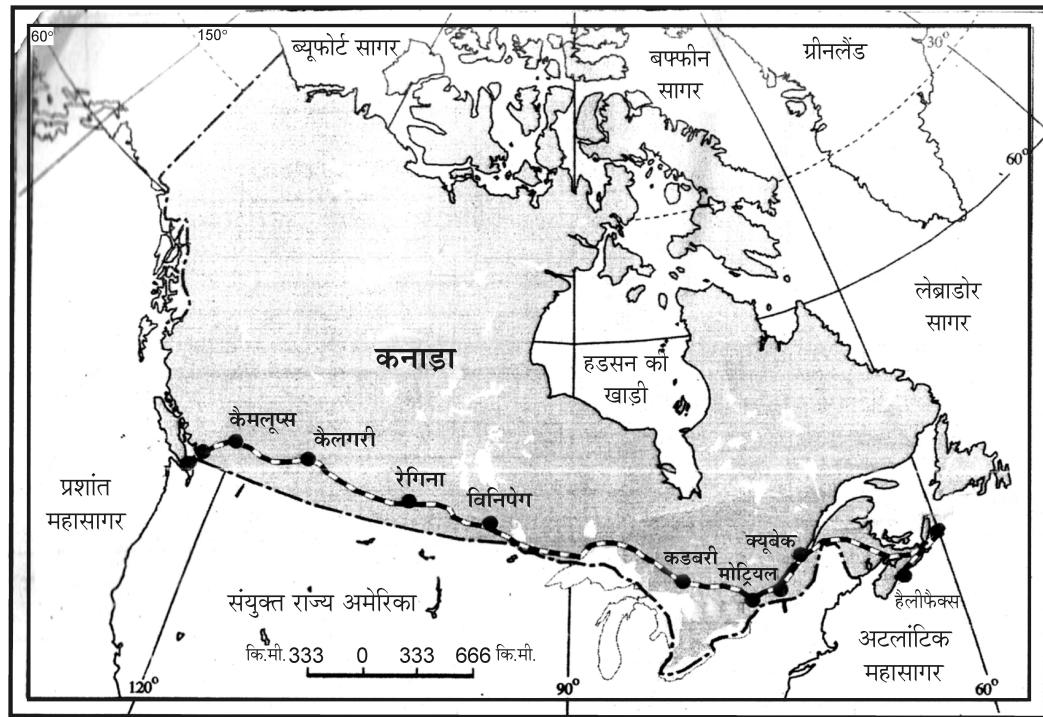 60°
150°
ब्यूफोर्ट सागर
बफ्फीन
सागर
ग्रीनलैंड
30°
60°
लेब्राडोर
सागर
कनाड़ा
हडसन की
खाड़ी
कैमलूप्स
कैलगरी
रेगिना
विनिपेग
प्रशांत
महासागर
क्यूबेक
कडबरी
मोट्रियल
हैलीफैक्स
संयुक्त राज्य अमेरिका
अटलांटिक
महासागर
कि.मी. 333 0 333 666 कि.मी.
120°
90°
60°